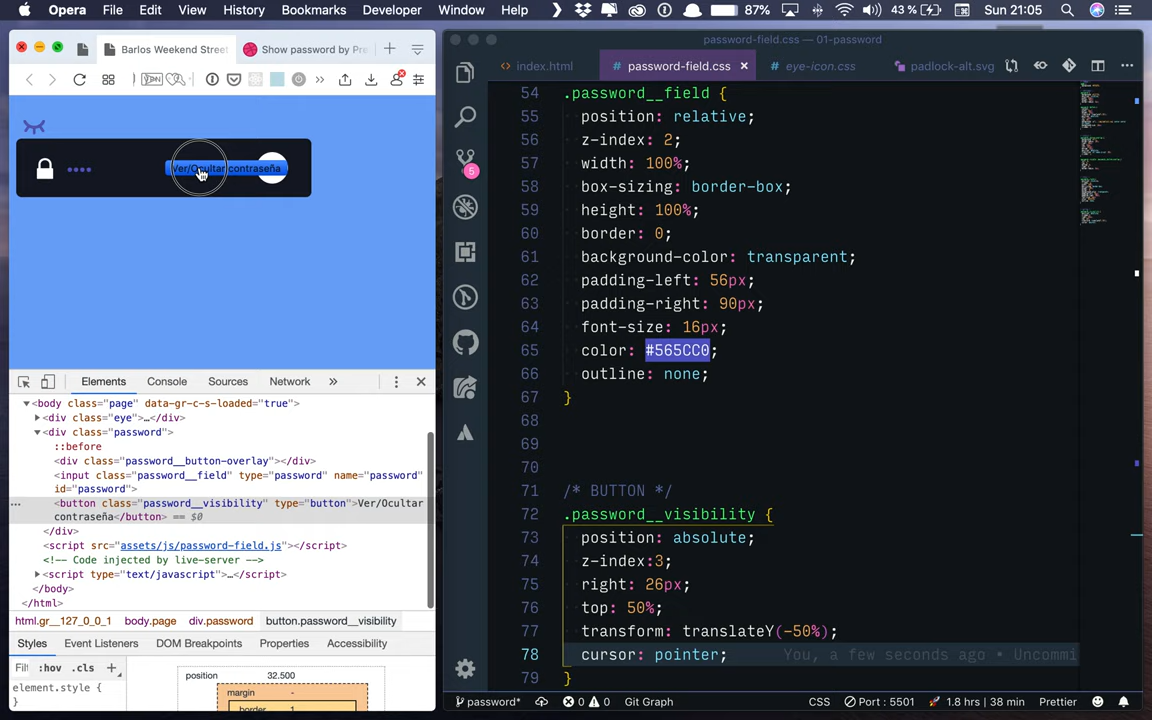 Opera File Edit View History Bookmarks Developer Window Help 87% 43 % Sun 21:05
Barlos Weekend Stree
Show password by Pre
password-field.css — 01-password
index.html
password-field.css
eye-icon.css
padlock-alt.svg
VPN
Ver/Ocultar contraseña
54 .password__field {
55 position: relative;
56 z-index: 2;
57 width: 100%;
58 box-sizing: border-box;
59 height: 100%;
60 border: 0;
61 background-color: transparent;
62 padding-left: 56px;
63 padding-right: 90px;
64 font-size: 16px;
65 color: #565CC0;
66 outline: none;
67 }
68
69
70
71 /* BUTTON */
72 .password__visibility {
73 position: absolute;
74 z-index:3;
75 right: 26px;
76 top: 50%;
77 transform: translateY(-50%);
78 cursor: pointer; You, a few seconds ago • Uncommi
79 }
5
Elements Console Sources Network »
<body class="page" data-gr-c-s-loaded="true">
<div class="eye">…</div>
<div class="password">
::before
<div class="password__button-overlay"></div>
<input class="password__field" type="password" name="password"
id="password">
<button class="password__visibility" type="button">Ver/Ocultar
contraseña</button> == $0
</div>
<script src="assets/js/password-field.js"></script>
<!-- Code injected by live-server -->
<script type="text/javascript">…</script>
</body>
</html>
html.gr__127_0_0_1 body.page div.password button.password__visibility
Styles Event Listeners DOM Breakpoints Properties Accessibility
Filt :hov .cls +
element.style {
}
position 32.500
margin -
border 1
password* 0 0 Git Graph CSS Port : 5501 1.8 hrs | 38 min Prettier